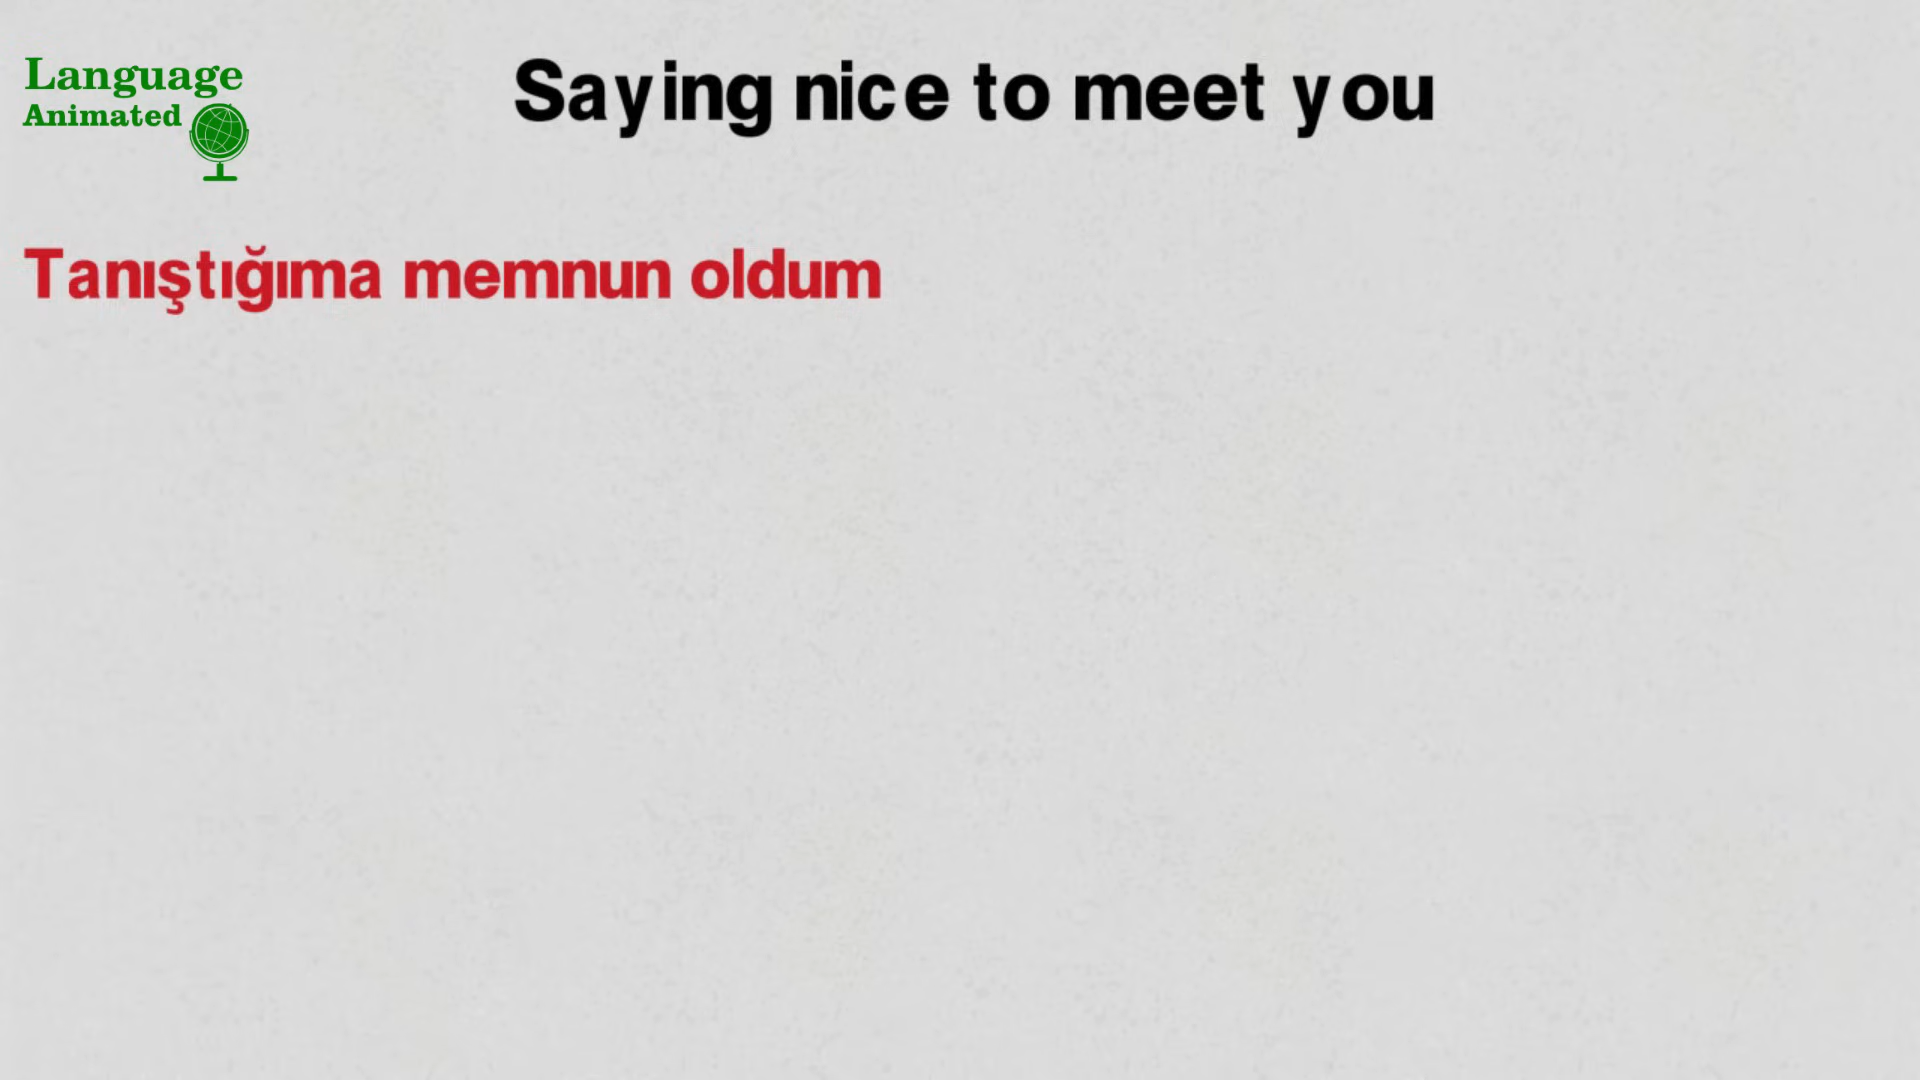 Language
Animated
Saying nice to meet you
Tanıştığıma memnun oldum